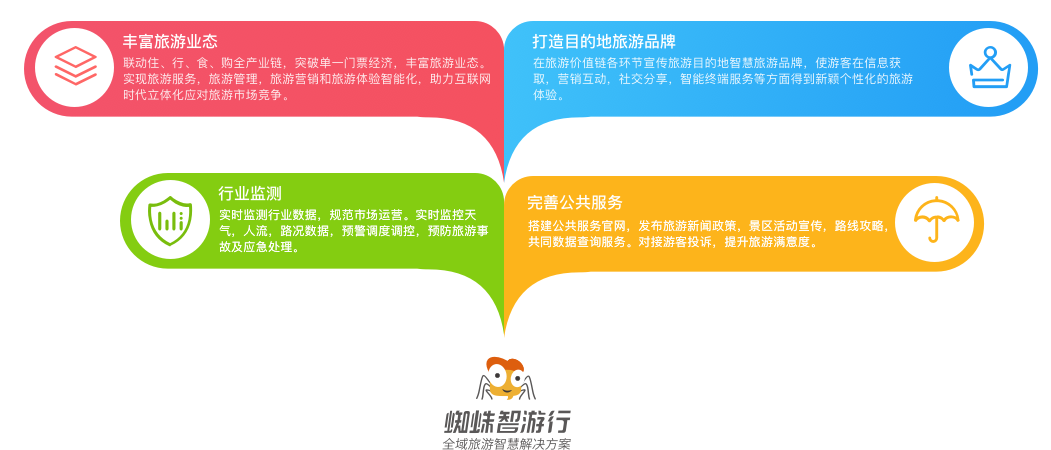 丰富旅游业态
联动住、行、食、购全产业链，突破单一门票经济，丰富旅游业态。
实现旅游服务，旅游管理，旅游营销和旅游体验智能化，助力互联网
时代立体化应对旅游市场竞争。
打造目的地旅游品牌
在旅游价值链各环节宣传旅游目的地智慧旅游品牌，使游客在信息获
取，营销互动，社交分享，智能终端服务等方面得到新颖个性化的旅游
体验。
行业监测
实时监测行业数据，规范市场运营。实时监控天
气，人流，路况数据，预警调度调控，预防旅游事
故及应急处理。
完善公共服务
搭建公共服务官网，发布旅游新闻政策，景区活动宣传，路线攻略，
共同数据查询服务。对接游客投诉，提升旅游满意度。
蜘蛛智游行
全域旅游智慧解决方案